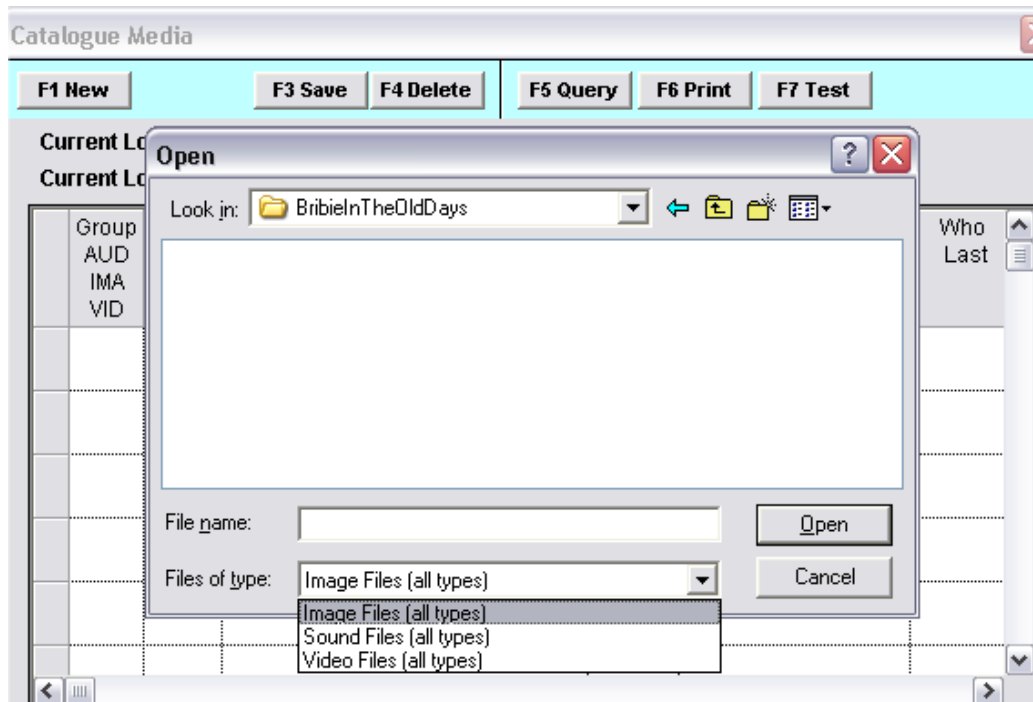 Catalogue Media
F1 New F3 Save F4 Delete F5 Query F6 Print F7 Test
Current Lo
Current Lo
Open
?
Look in: BribieInTheOldDays
Group
AUD
IMA
VID
Who
Last
File name:
Open
Files of type: Image Files (all types)
Cancel
Image Files (all types)
Sound Files (all types)
Video Files (all types)